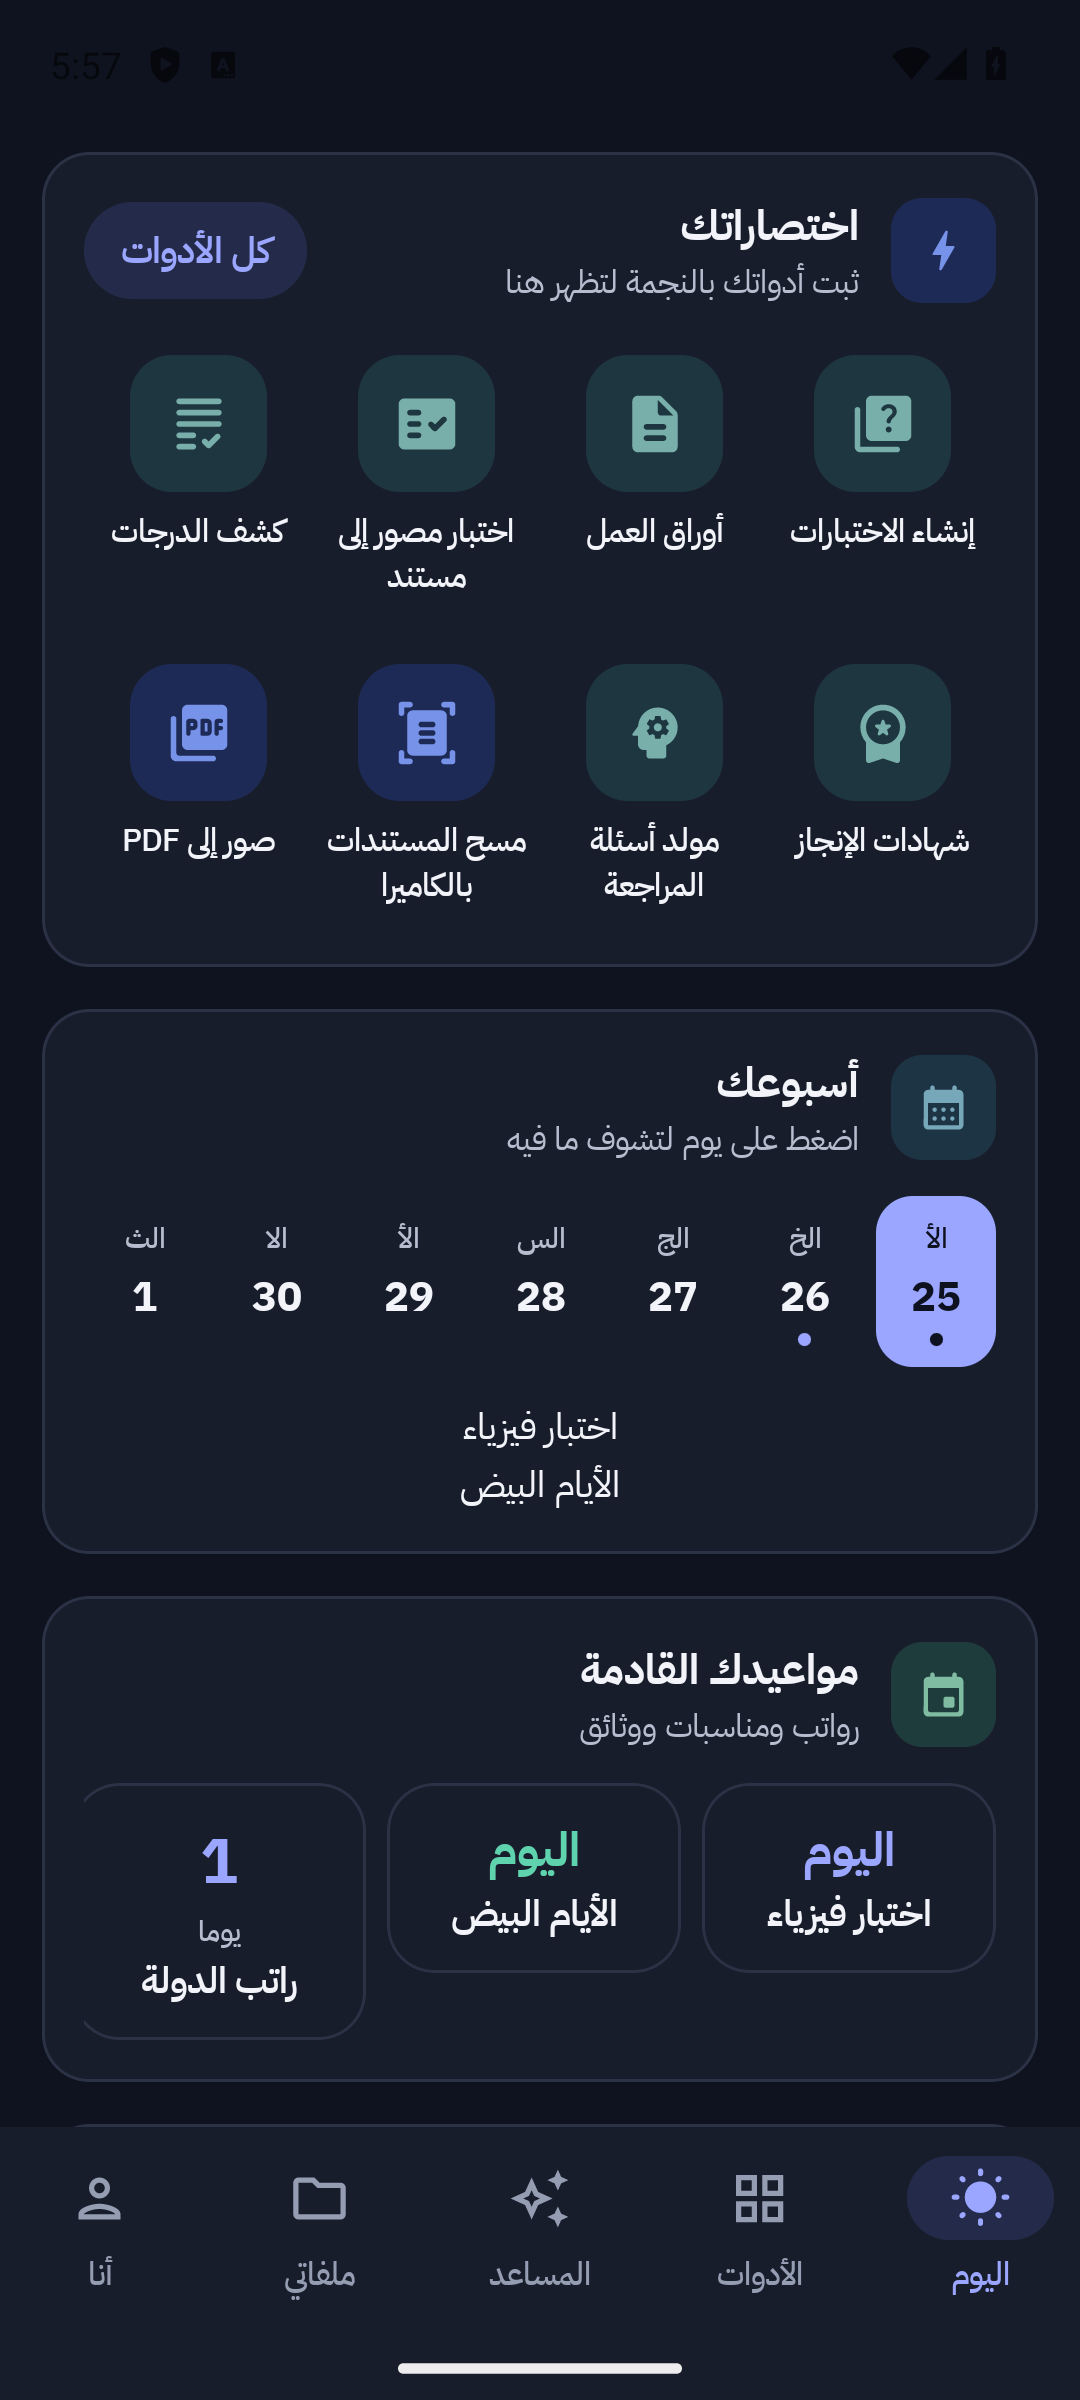 5:57
اختصاراتك
ثبت أدواتك بالنجمة لتظهر هنا
كل الأدوات
إنشاء الاختبارات
أوراق العمل
اختبار مصور إلى
مستند
كشف الدرجات
شهادات الإنجاز
مولد أسئلة
المراجعة
مسح المستندات
بالكاميرا
PDF
صور إلى PDF
أسبوعك
اضغط على يوم لتشوف ما فيه
الأ
25
الخ
26
الج
27
الس
28
الأ
29
الا
30
الث
1
اختبار فيزياء
الأيام البيض
مواعيدك القادمة
رواتب ومناسبات ووثائق
اليوم
اختبار فيزياء
اليوم
الأيام البيض
1
يوما
راتب الدولة
اليوم
الأدوات
المساعد
ملفاتي
أنا